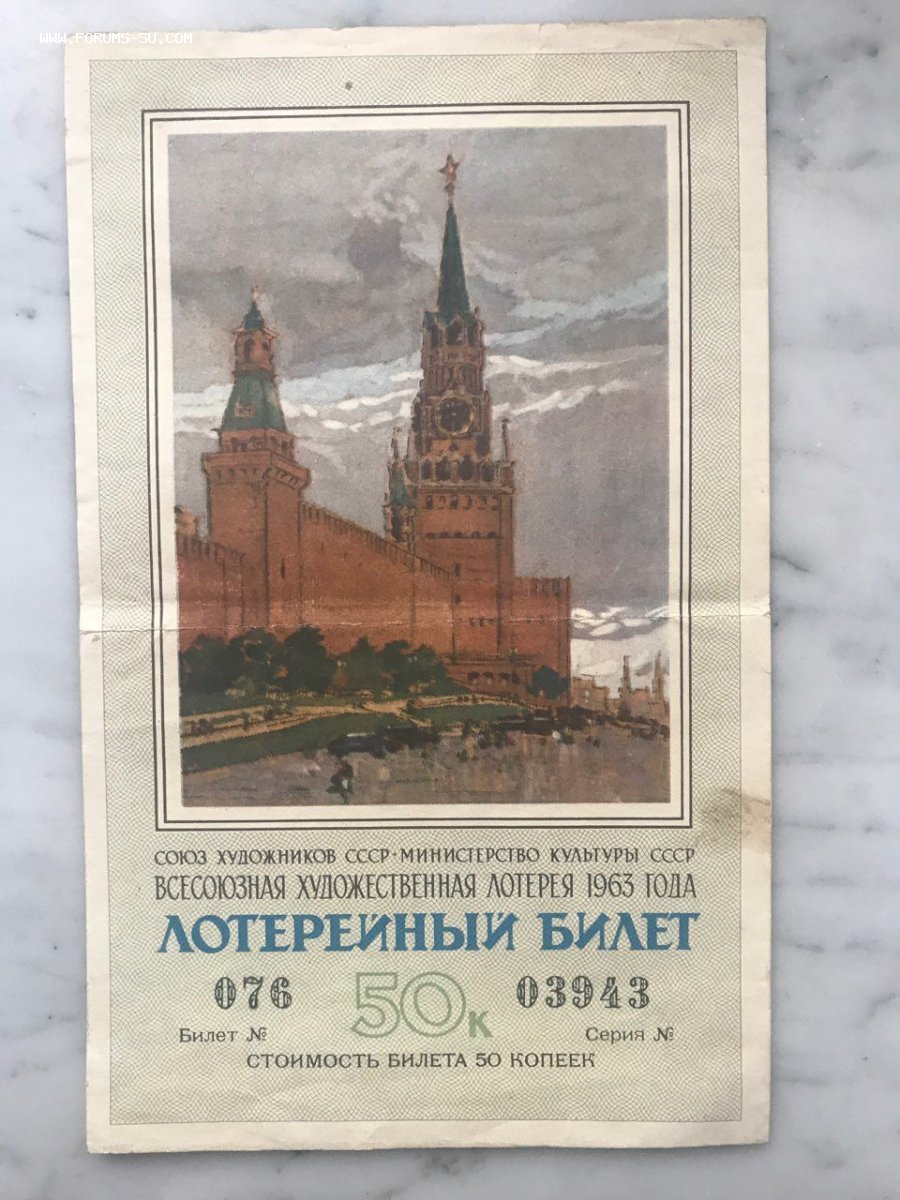 WWW.FORUMS-SU.COM
СОЮЗ ХУДОЖНИКОВ СССР · МИНИСТЕРСТВО КУЛЬТУРЫ СССР
ВСЕСОЮЗНАЯ ХУДОЖЕСТВЕННАЯ ЛОТЕРЕЯ 1963 ГОДА
ЛОТЕРЕЙНЫЙ БИЛЕТ
076 50К 03943
Билет № Серия №
СТОИМОСТЬ БИЛЕТА 50 КОПЕЕК